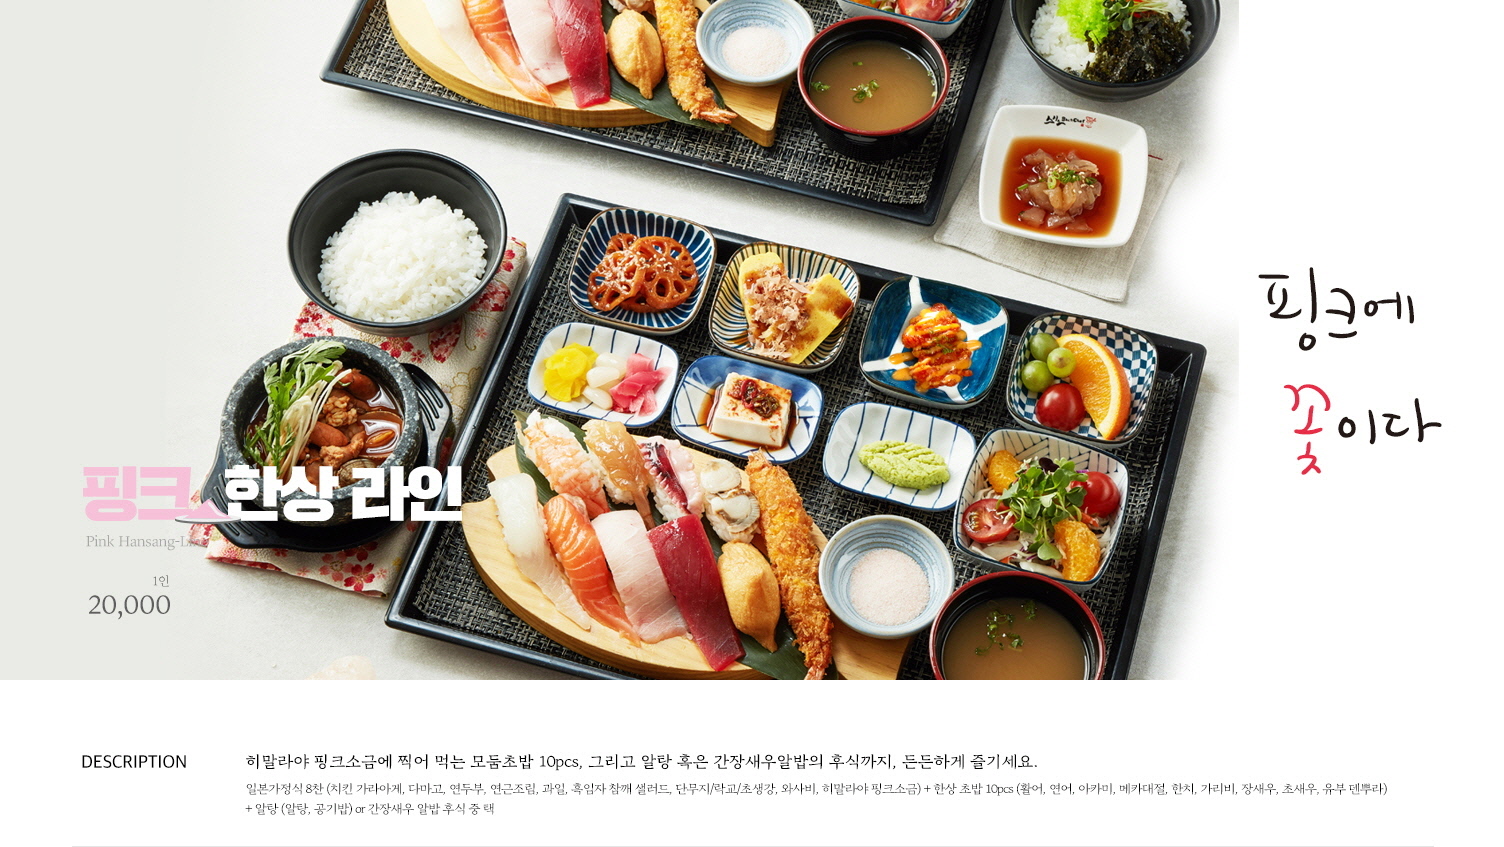 핑크에
꽃이다
핑크 한상 라인
Pink Hansang-Line
1인
20,000
DESCRIPTION
히말라야 핑크소금에 찍어 먹는 모둠초밥 10pcs, 그리고 알탕 혹은 간장새우알밥의 후식까지, 든든하게 즐기세요.
일본가정식 8찬 (치킨 가라아게, 다마고, 연두부, 연근조림, 과일, 흑임자 참깨 샐러드, 단무지/락교/초생강, 와사비, 히말라야 핑크소금) + 한상 초밥 10pcs (활어, 연어, 아카미, 메카대절, 한치, 가리비, 장새우, 초새우, 유부 덴뿌라)
+ 알탕 (알탕, 공기밥) or 간장새우 알밥 후식 중 택